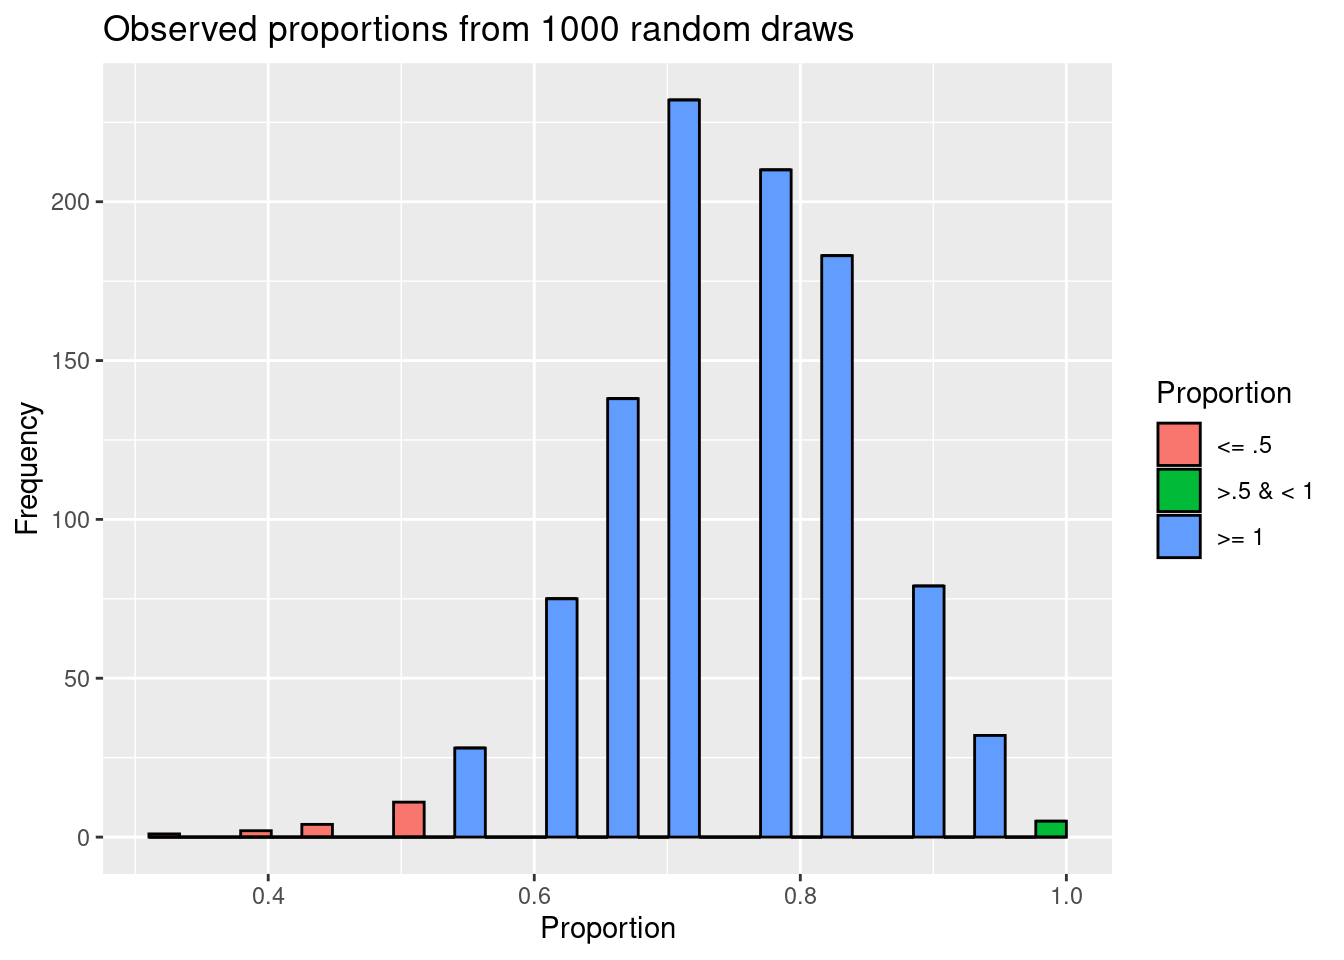 Observed proportions from 1000 random draws
Frequency
200
150
100
50
0
0.4 0.6 0.8 1.0
Proportion
Proportion
<= .5
>.5 & < 1
>= 1